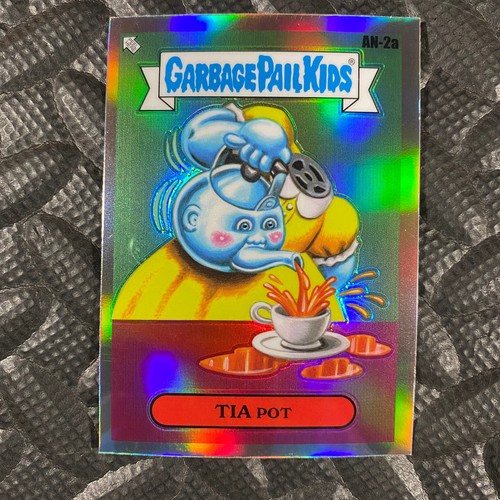 AN-2a
GARBAGE PAIL KIDS®
TIA POT